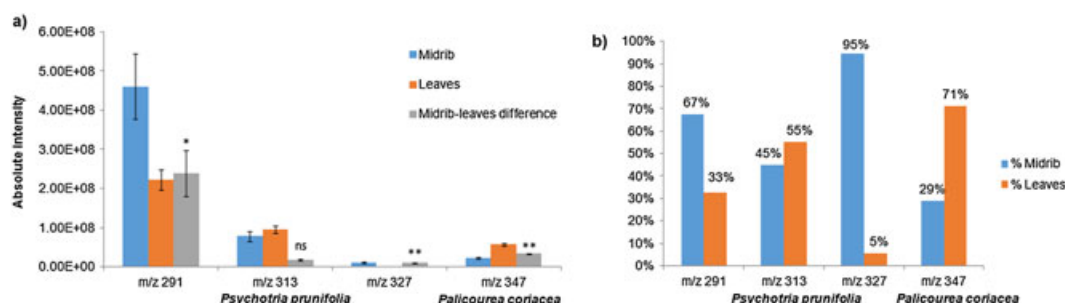 a)
6.00E+08
5.00E+08
4.00E+08
3.00E+08
2.00E+08
1.00E+08
0.00E+00
Absolute intensity
Midrib
Leaves
Midrib-leaves difference
*
ns
**
**
m/z 291
m/z 313
m/z 327
m/z 347
Psychotria prunifolia
Palicourea coriacea
b)
100%
90%
80%
70%
60%
50%
40%
30%
20%
10%
0%
67%
33%
45%
55%
95%
5%
29%
71%
% Midrib
% Leaves
m/z 291
m/z 313
m/z 327
m/z 347
Psychotria prunifolia
Palicourea coriacea